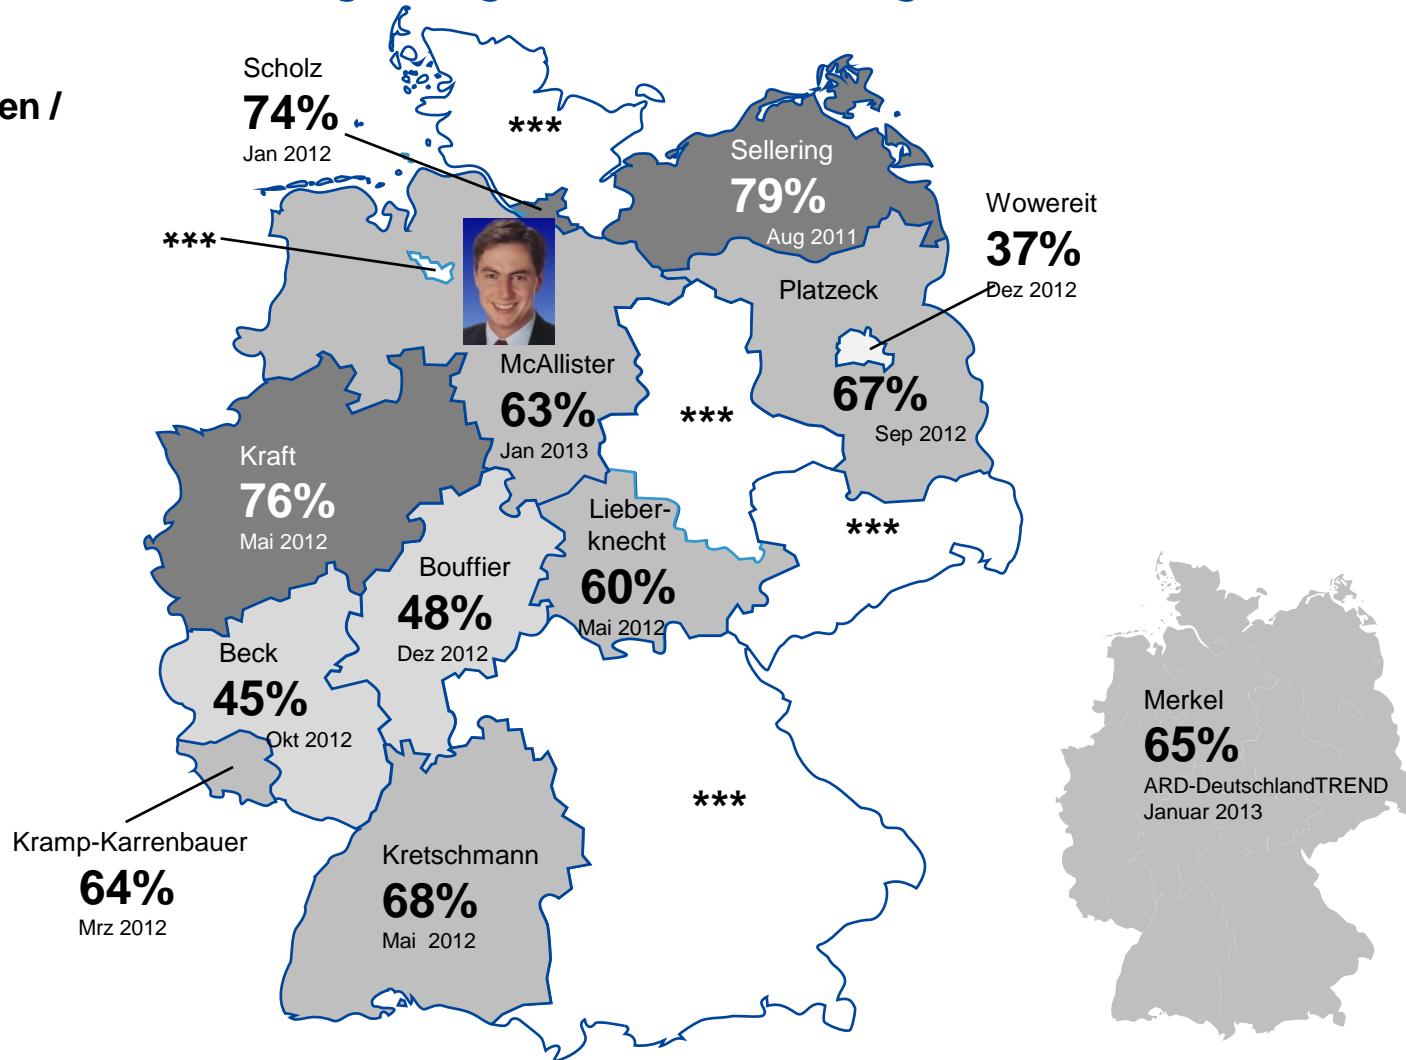 en /
Scholz
74%
Jan 2012
***
Sellering
79%
Aug 2011
Wowereit
37%
Dez 2012
***
Platzeck
67%
Sep 2012
McAllister
63%
Jan 2013
***
Kraft
76%
Mai 2012
Lieber-
knecht
60%
Mai 2012
***
Bouffier
48%
Dez 2012
Beck
45%
Okt 2012
Merkel
65%
ARD-DeutschlandTREND
Januar 2013
***
Kramp-Karrenbauer
64%
Mrz 2012
Kretschmann
68%
Mai 2012